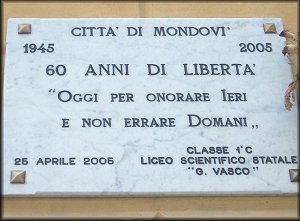 CITTA' DI MONDOVI'
1945 2005
60 ANNI DI LIBERTA'
"OGGI PER ONORARE IERI
E NON ERRARE DOMANI„
CLASSE 1°C
25 APRILE 2005 LICEO SCIENTIFICO STATALE
"G. VASCO"